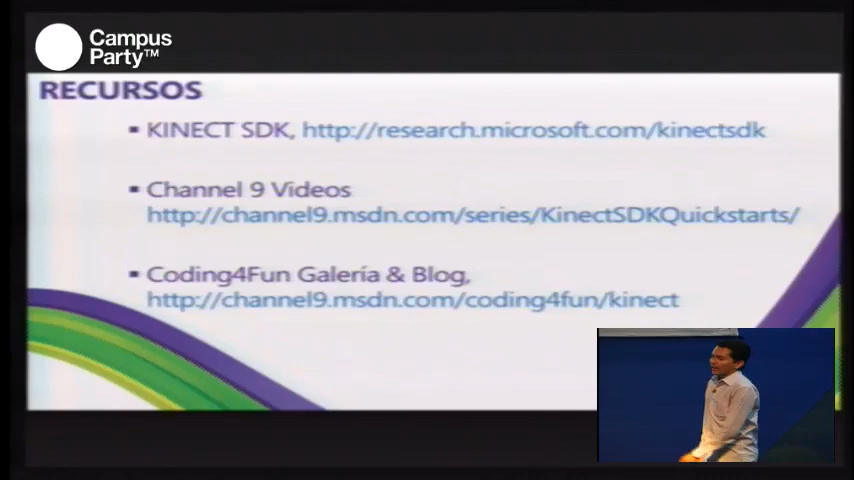 Campus
Party™
RECURSOS
▪ KINECT SDK, http://research.microsoft.com/kinectsdk
▪ Channel 9 Videos
http://channel9.msdn.com/series/KinectSDKQuickstarts/
▪ Coding4Fun Galería & Blog,
http://channel9.msdn.com/coding4fun/kinect